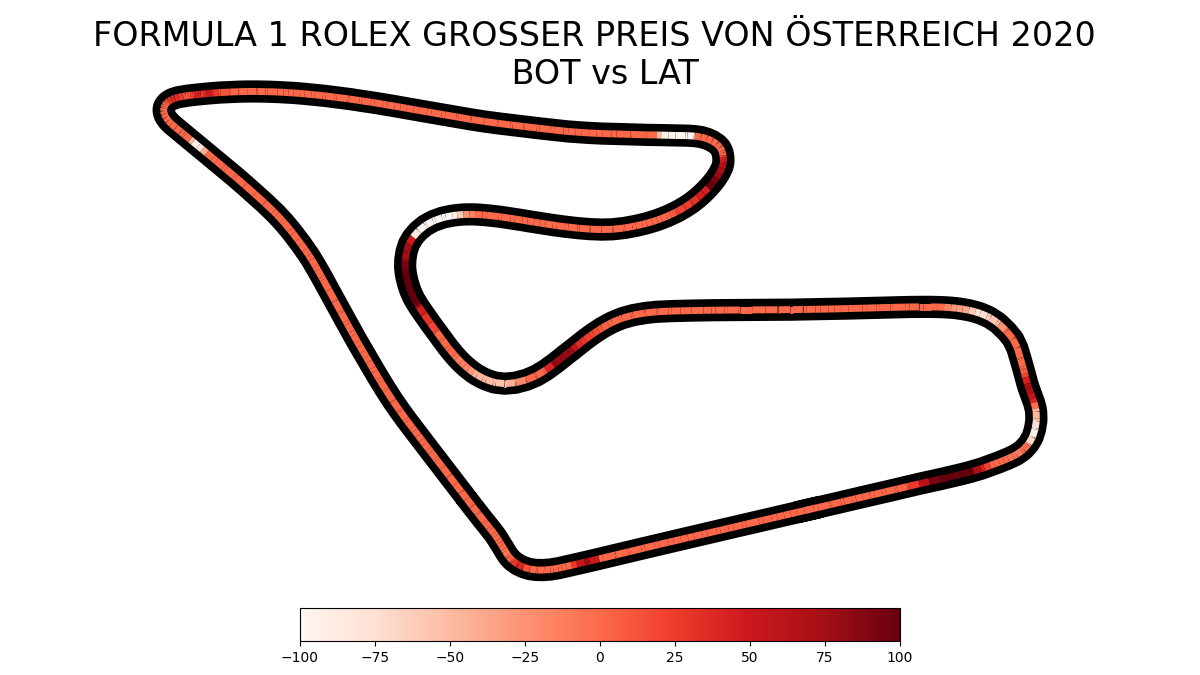 FORMULA 1 ROLEX GROSSER PREIS VON ÖSTERREICH 2020
BOT vs LAT
−100 −75 −50 −25 0 25 50 75 100